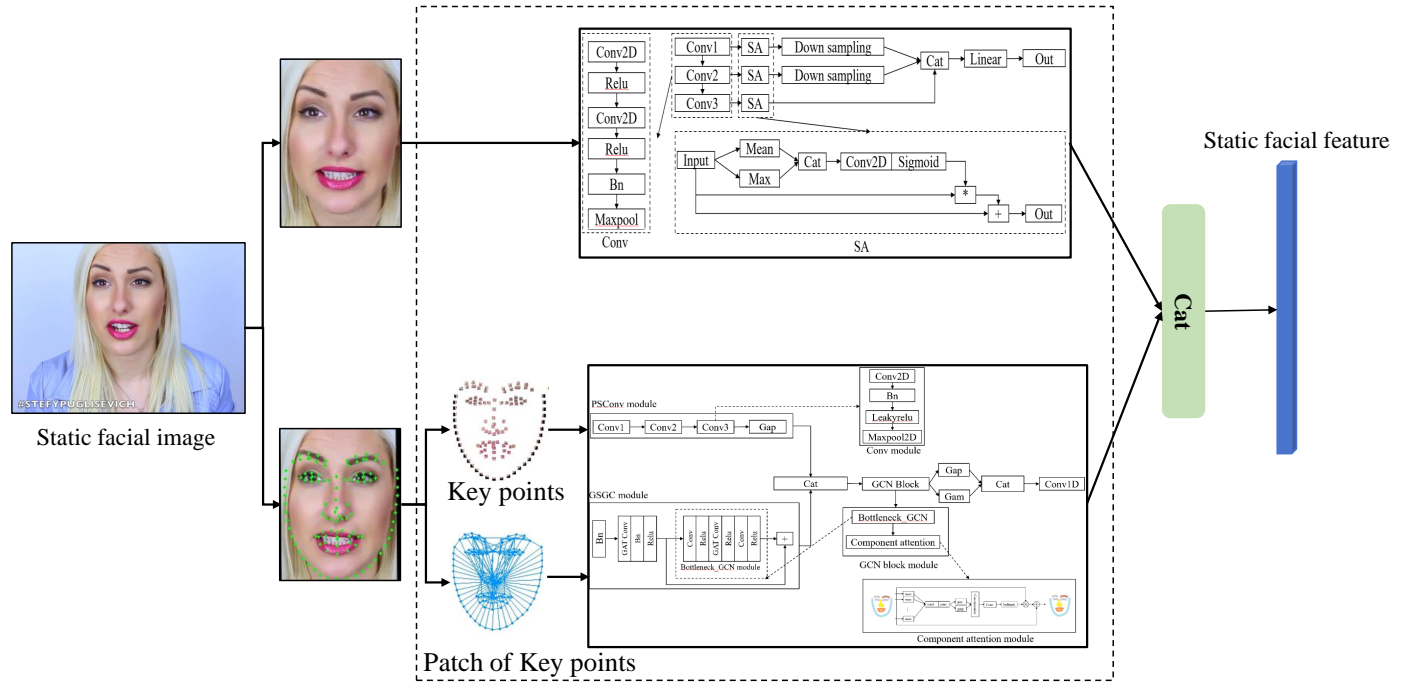 Conv2D
Relu
Conv2D
Relu
Bn
Maxpool
Conv
Conv1
Conv2
Conv3
SA
SA
SA
Down sampling
Down sampling
Cat
Linear
Out
Input
Mean
Max
Cat
Conv2D
Sigmoid
*
+
Out
SA
Static facial feature
Cat
#STEFYPUGLISEVICH
Static facial image
Key points
Patch of Key points
PSConv module
Conv1
Conv2
Conv3
Gap
Conv2D
Bn
Leakyrelu
Maxpool2D
Conv module
GSGC module
Bn
GAT Conv
Bn
Relu
Conv
Relu
GAT Conv
Relu
Conv
Relu
Bottleneck_GCN module
+
Cat
GCN Block
Gap
Gam
Cat
Conv1D
Bottleneck_GCN
Component attention
GCN block module
Component attention module